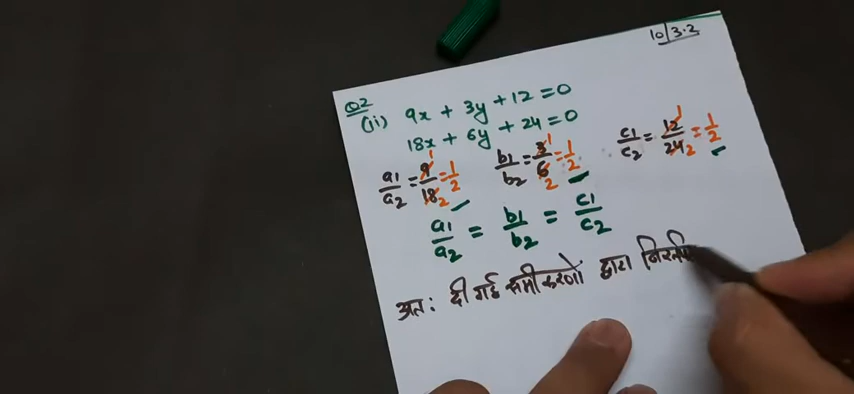 10 | 3.2
Q2
(ii) 9x + 3y + 12 = 0
18x + 6y + 24 = 0
a1/a2 = 9/18 = 1/2 b1/b2 = 3/6 = 1/2 c1/c2 = 12/24 = 1/2
a1/a2 = b1/b2 = c1/c2
अतः दी गई समीकरणों द्वारा